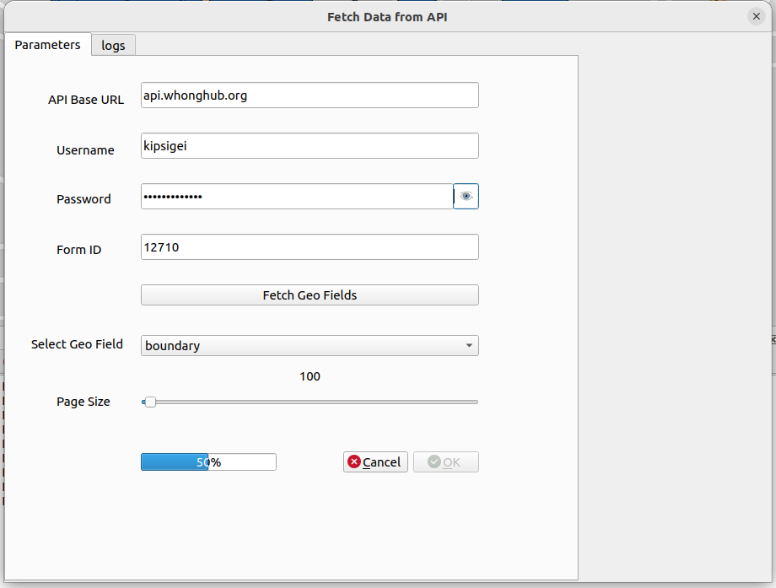 Fetch Data from API
Parameters logs
API Base URL api.whonghub.org
Username kipsigei
Password •••••••••••••
Form ID 12710
Fetch Geo Fields
Select Geo Field boundary
100
Page Size
50% Cancel OK